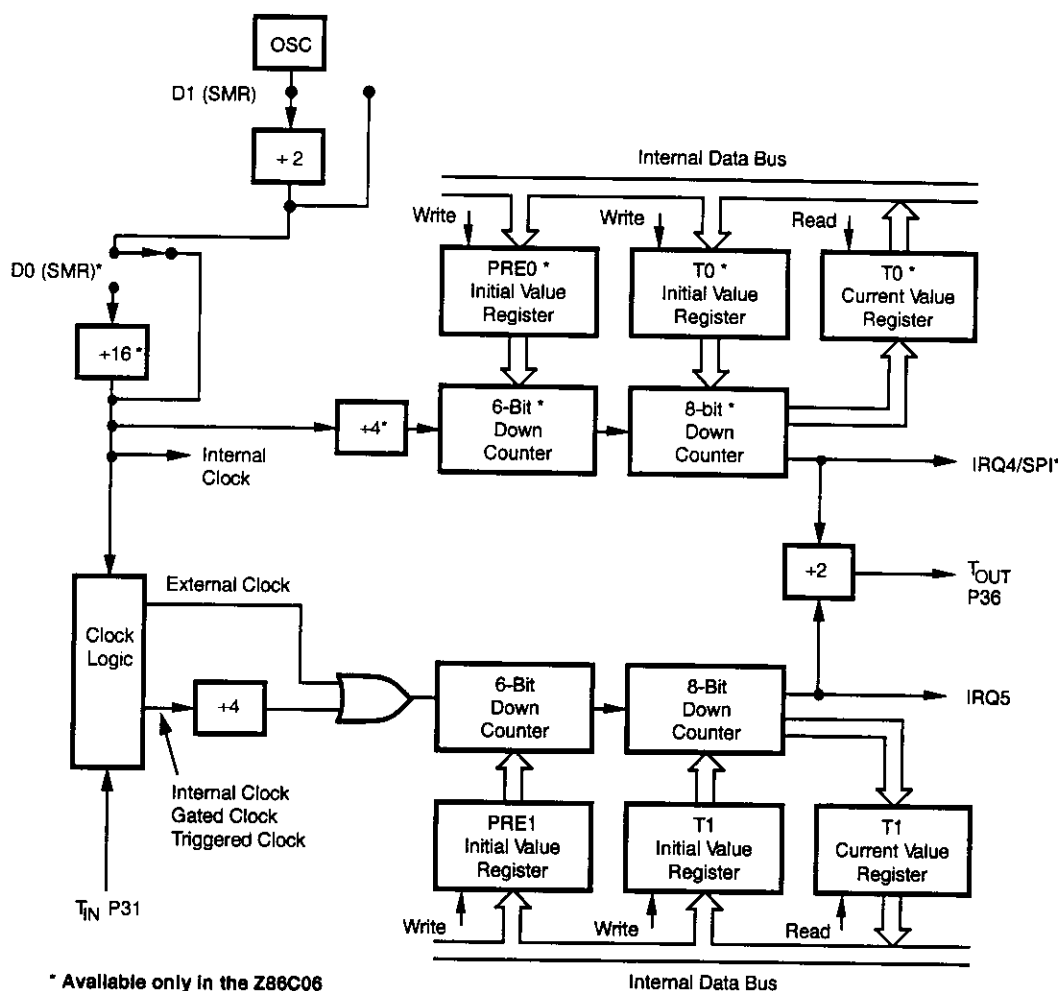 OSC
D1 (SMR)
+ 2
Internal Data Bus
Write
Write
Read
D0 (SMR)*
PRE0 *
Initial Value
Register
T0 *
Initial Value
Register
T0 *
Current Value
Register
+16 *
+4*
6-Bit *
Down
Counter
8-bit *
Down
Counter
Internal
Clock
IRQ4/SPI*
External Clock
+2
TOUT
P36
Clock
Logic
+4
6-Bit
Down
Counter
8-Bit
Down
Counter
IRQ5
Internal Clock
Gated Clock
Triggered Clock
PRE1
Initial Value
Register
T1
Initial Value
Register
T1
Current Value
Register
TIN P31
Write
Write
Read
Internal Data Bus
* Available only in the Z86C06